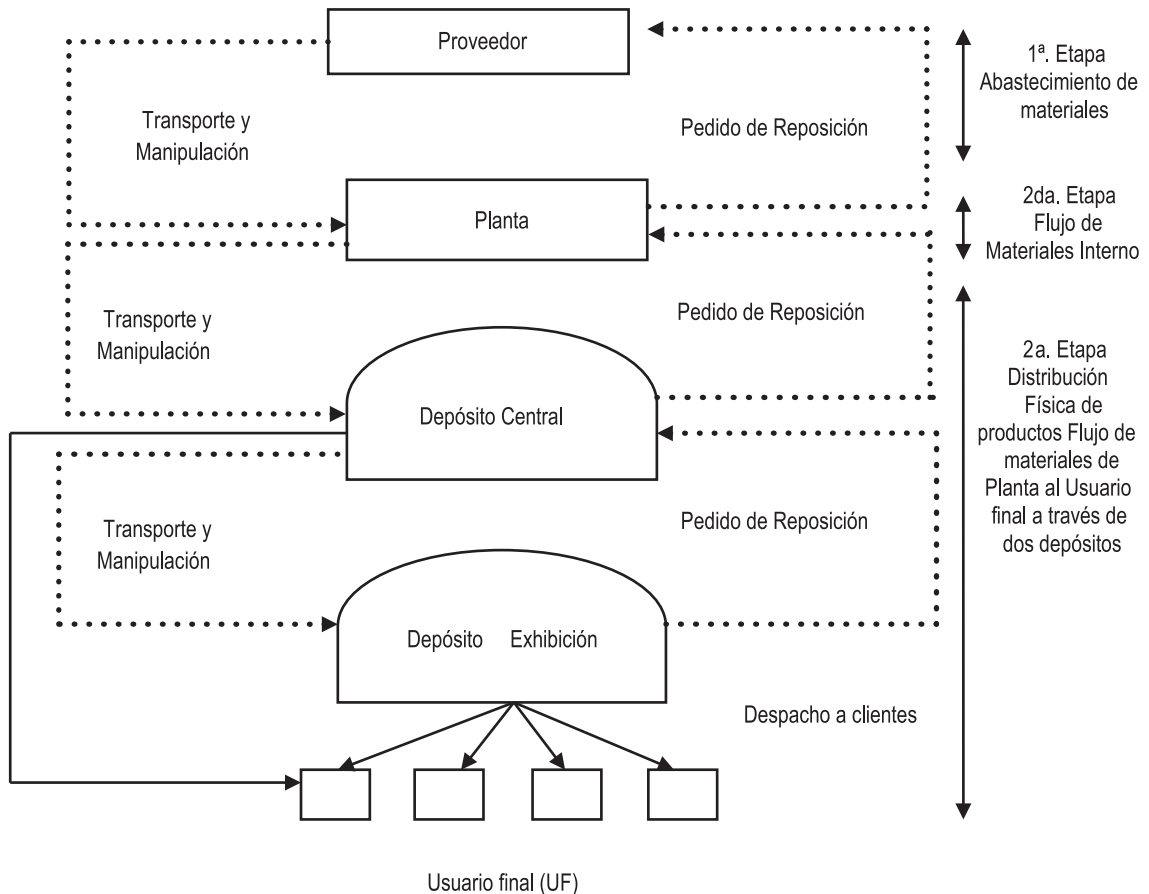 Proveedor
1ª. Etapa
Abastecimiento de
materiales
Transporte y
Manipulación
Pedido de Reposición
Planta
2da. Etapa
Flujo de
Materiales Interno
Transporte y
Manipulación
Pedido de Reposición
Depósito Central
2a. Etapa
Distribución
Física de
productos Flujo de
materiales de
Planta al Usuario
final a través de
dos depósitos
Transporte y
Manipulación
Pedido de Reposición
Depósito Exhibición
Despacho a clientes
Usuario final (UF)